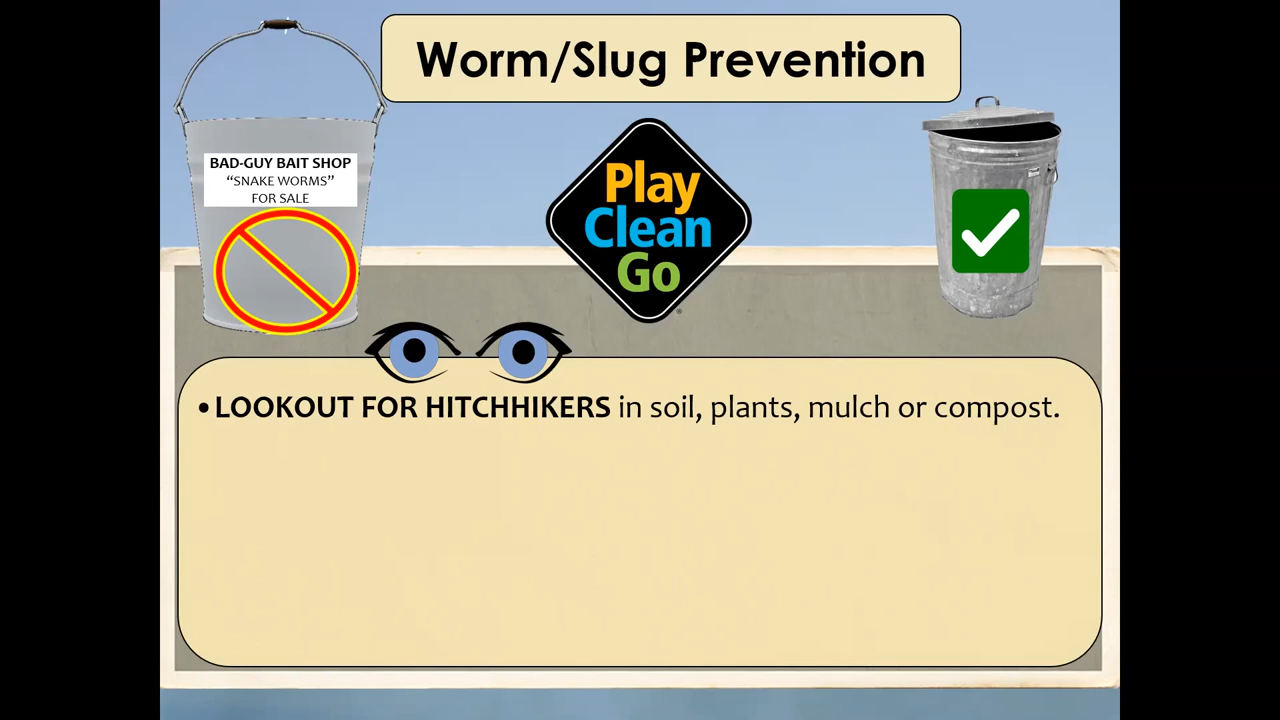 Worm/Slug Prevention
BAD-GUY BAIT SHOP
“SNAKE WORMS”
FOR SALE
Play
Clean
Go
®
•LOOKOUT FOR HITCHHIKERS in soil, plants, mulch or compost.